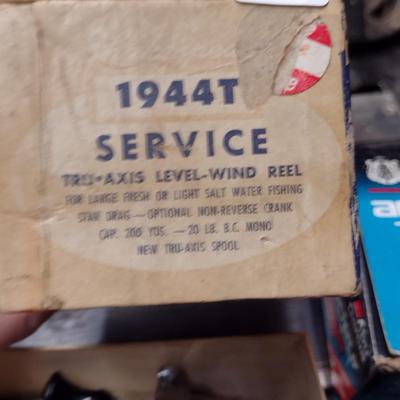 1944T
SERVICE
TRU-AXIS LEVEL-WIND REEL
FOR LARGE FRESH OR LIGHT SALT WATER FISHING
STAR DRAG — OPTIONAL NON-REVERSE CRANK
CAP. 200 YDS. — 20 LB. B.C. MONO
NEW TRU-AXIS SPOOL